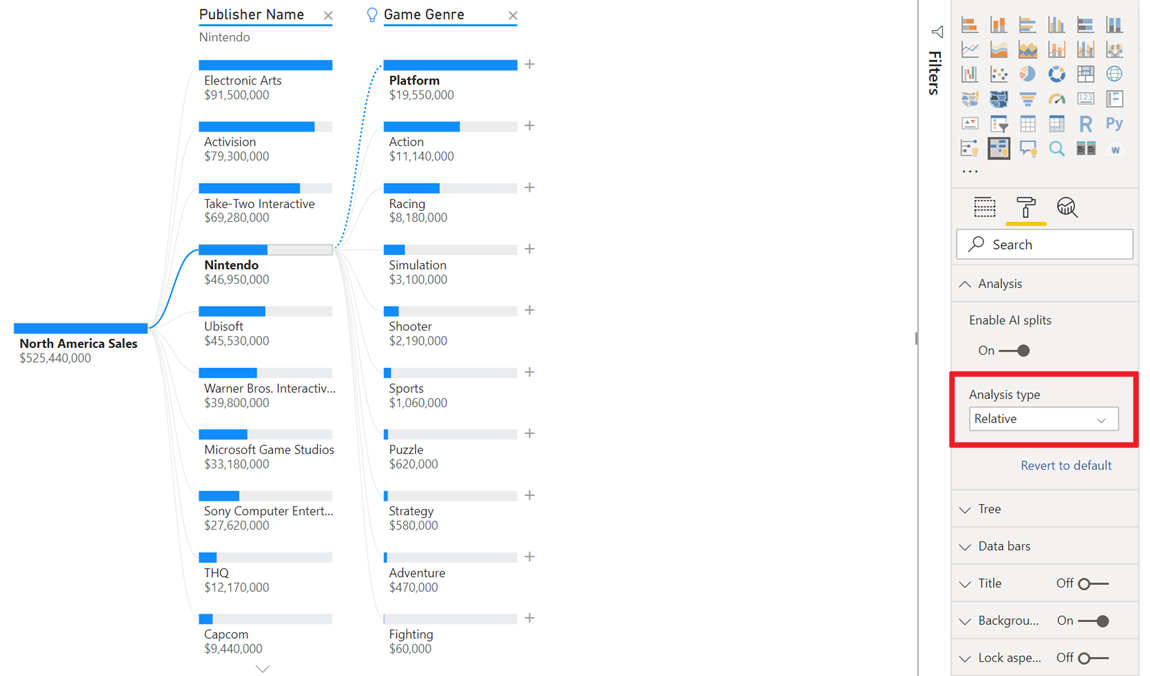 Publisher Name
Nintendo
Game Genre
North America Sales
$525,440,000
Electronic Arts
$91,500,000
Activision
$79,300,000
Take-Two Interactive
$69,280,000
Nintendo
$46,950,000
Ubisoft
$45,530,000
Warner Bros. Interactiv...
$39,800,000
Microsoft Game Studios
$33,180,000
Sony Computer Entert...
$27,620,000
THQ
$12,170,000
Capcom
$9,440,000
Platform
$19,550,000
Action
$11,140,000
Racing
$8,180,000
Simulation
$3,100,000
Shooter
$2,190,000
Sports
$1,060,000
Puzzle
$620,000
Strategy
$580,000
Adventure
$470,000
Fighting
$60,000
Filters
123
R
Py
w
...
Search
Analysis
Enable AI splits
On
Analysis type
Relative
Revert to default
Tree
Data bars
Title Off
Backgrou... On
Lock aspe... Off